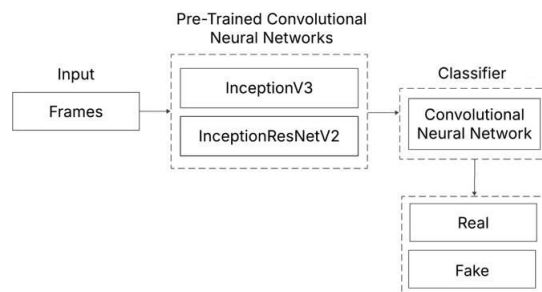 Pre-Trained Convolutional
Neural Networks
Input
Frames
InceptionV3
InceptionResNetV2
Classifier
Convolutional
Neural Network
Real
Fake